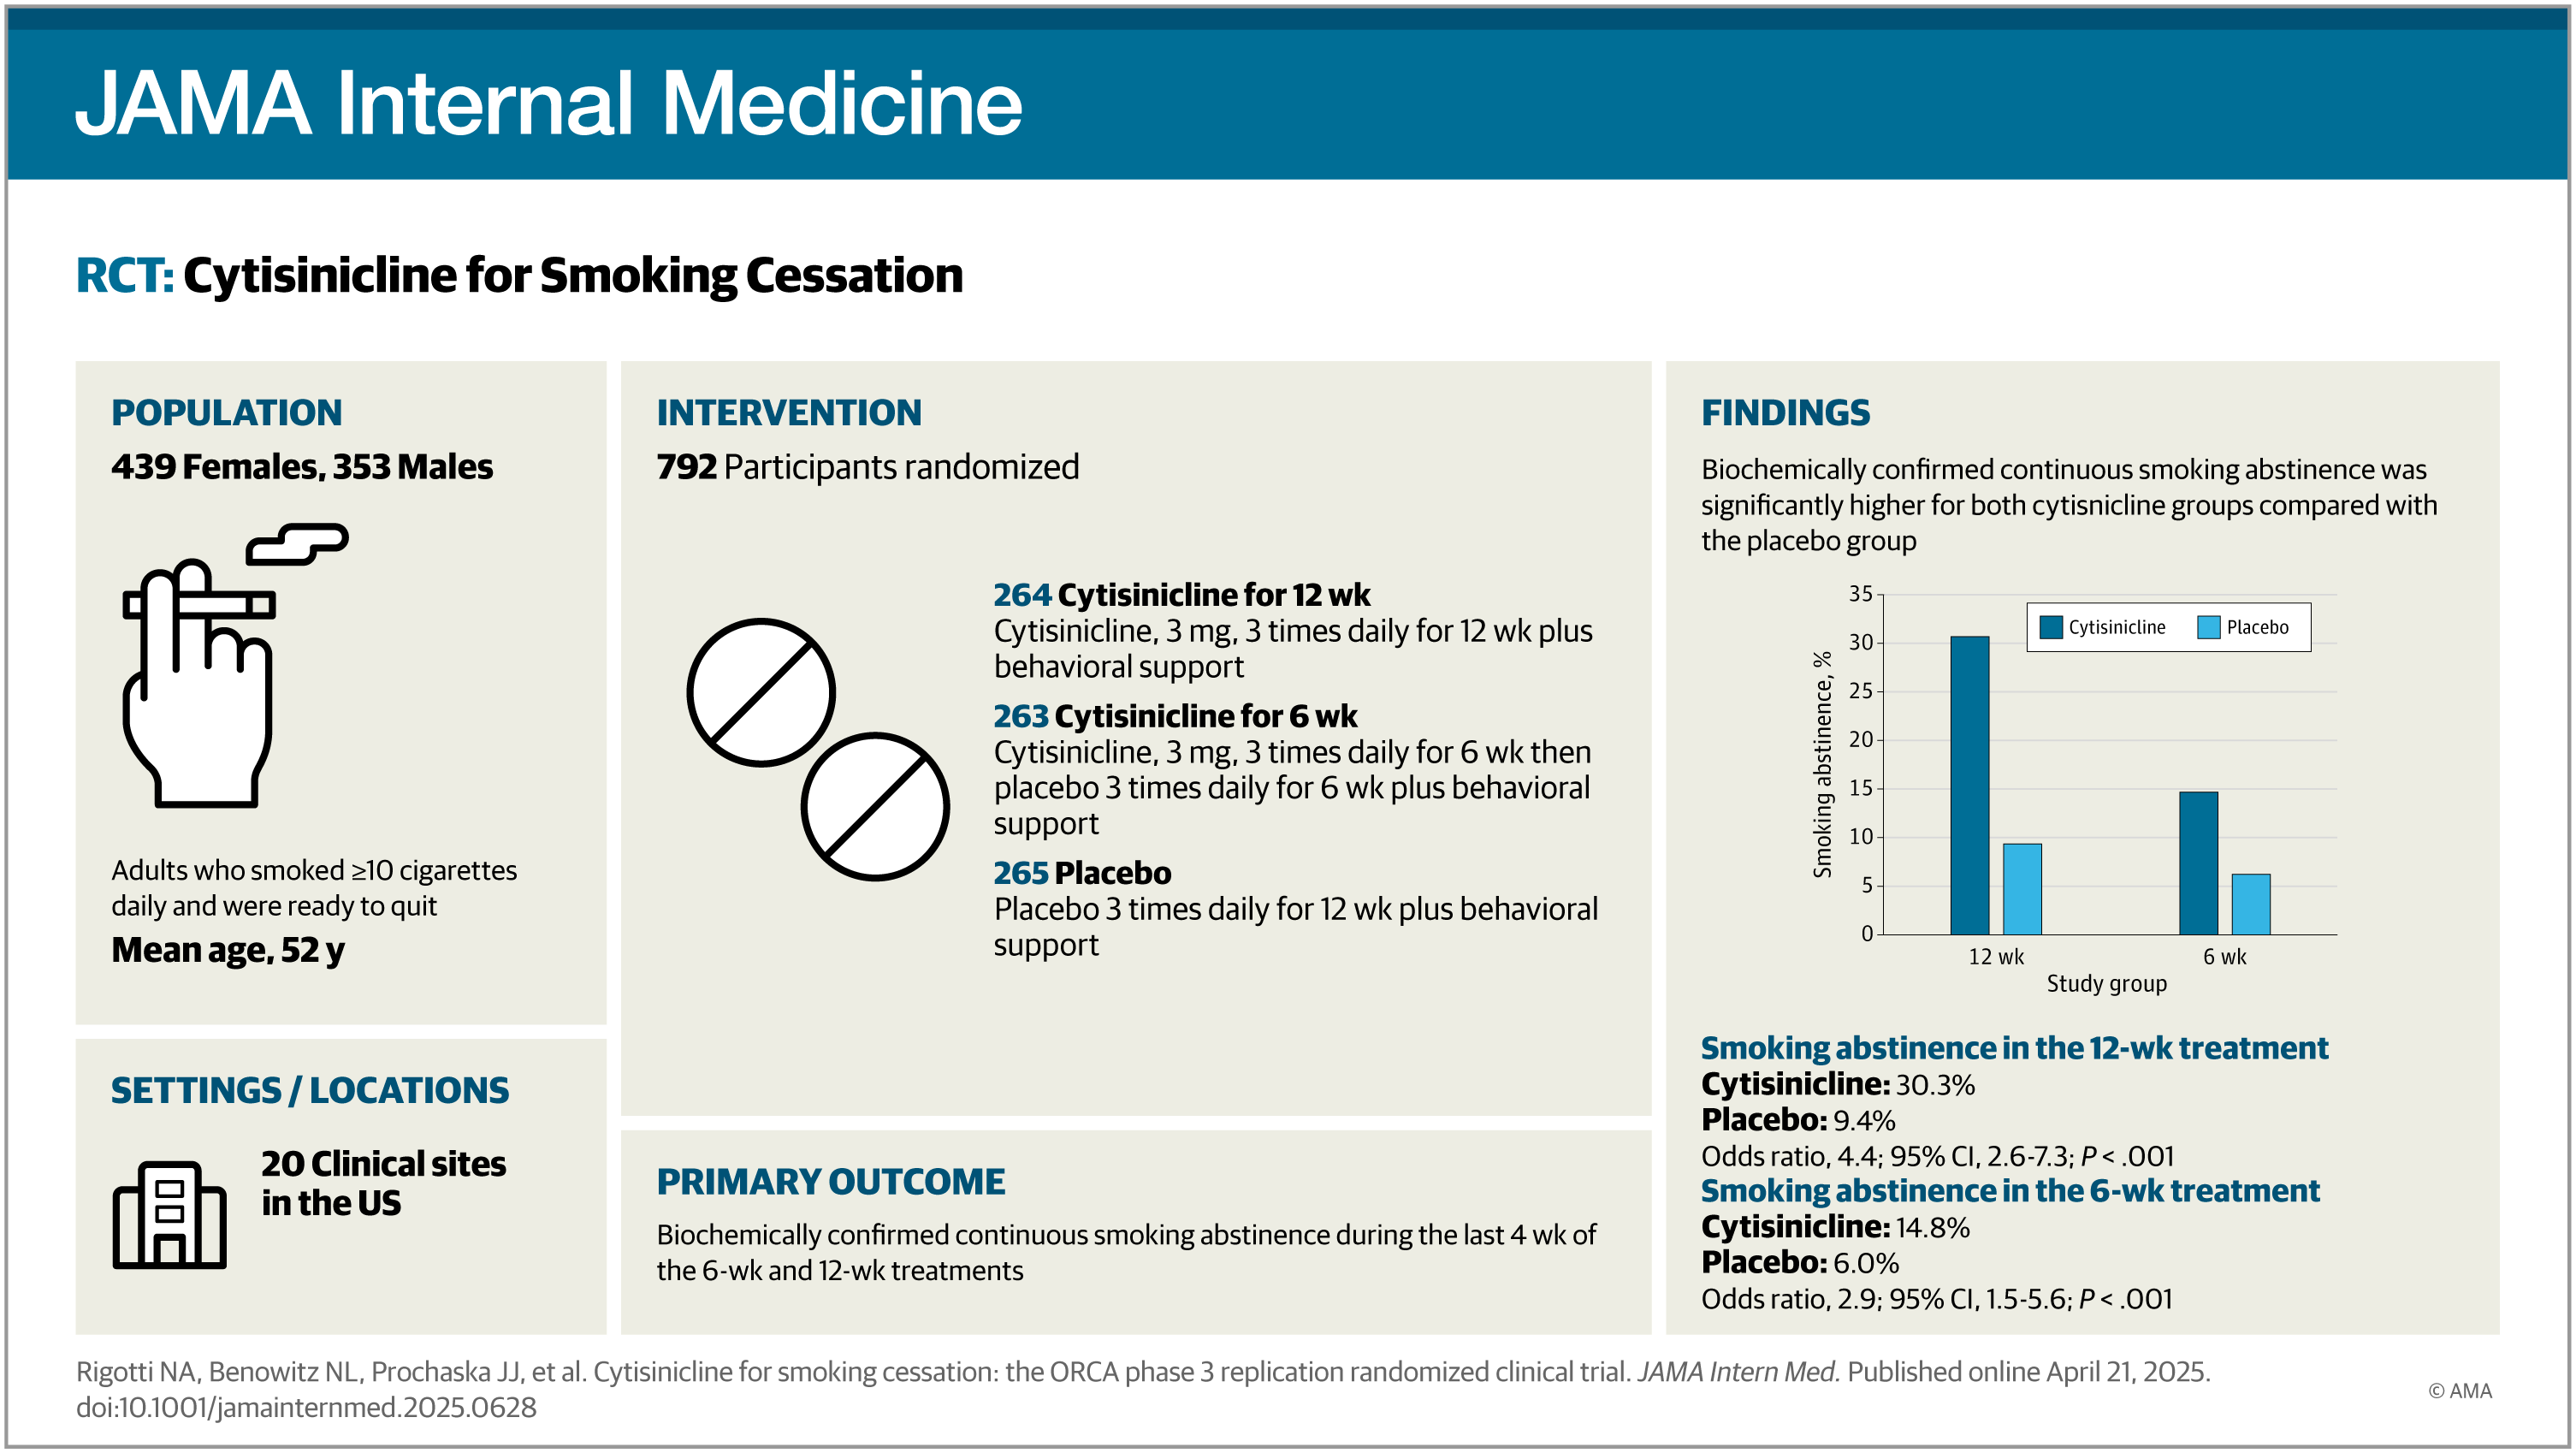 JAMA Internal Medicine
RCT: Cytisinicline for Smoking Cessation
POPULATION
439 Females, 353 Males
Adults who smoked ≥10 cigarettes
daily and were ready to quit
Mean age, 52 y
SETTINGS / LOCATIONS
20 Clinical sites
in the US
INTERVENTION
792 Participants randomized
264 Cytisinicline for 12 wk
Cytisinicline, 3 mg, 3 times daily for 12 wk plus
behavioral support
263 Cytisinicline for 6 wk
Cytisinicline, 3 mg, 3 times daily for 6 wk then
placebo 3 times daily for 6 wk plus behavioral
support
265 Placebo
Placebo 3 times daily for 12 wk plus behavioral
support
PRIMARY OUTCOME
Biochemically confirmed continuous smoking abstinence during the last 4 wk of
the 6-wk and 12-wk treatments
FINDINGS
Biochemically confirmed continuous smoking abstinence was
significantly higher for both cytisnicline groups compared with
the placebo group
Smoking abstinence, %
35
30
25
20
15
10
5
0
Cytisinicline
Placebo
12 wk
6 wk
Study group
Smoking abstinence in the 12-wk treatment
Cytisinicline: 30.3%
Placebo: 9.4%
Odds ratio, 4.4; 95% CI, 2.6-7.3; P < .001
Smoking abstinence in the 6-wk treatment
Cytisinicline: 14.8%
Placebo: 6.0%
Odds ratio, 2.9; 95% CI, 1.5-5.6; P < .001
Rigotti NA, Benowitz NL, Prochaska JJ, et al. Cytisinicline for smoking cessation: the ORCA phase 3 replication randomized clinical trial. JAMA Intern Med. Published online April 21, 2025.
doi:10.1001/jamainternmed.2025.0628
© AMA